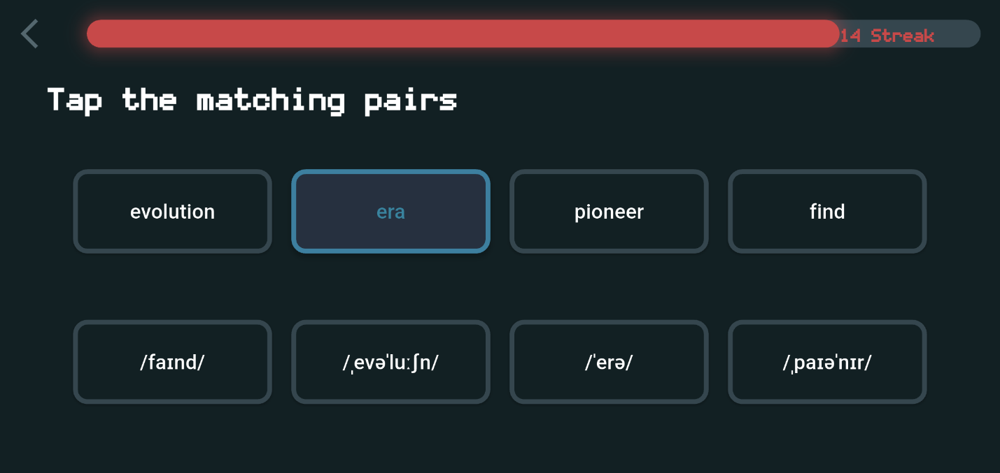 14 Streak
Tap the matching pairs
evolution
era
pioneer
find
/faɪnd/
/ˌevəˈluːʃn/
/ˈerə/
/ˌpaɪəˈnɪr/